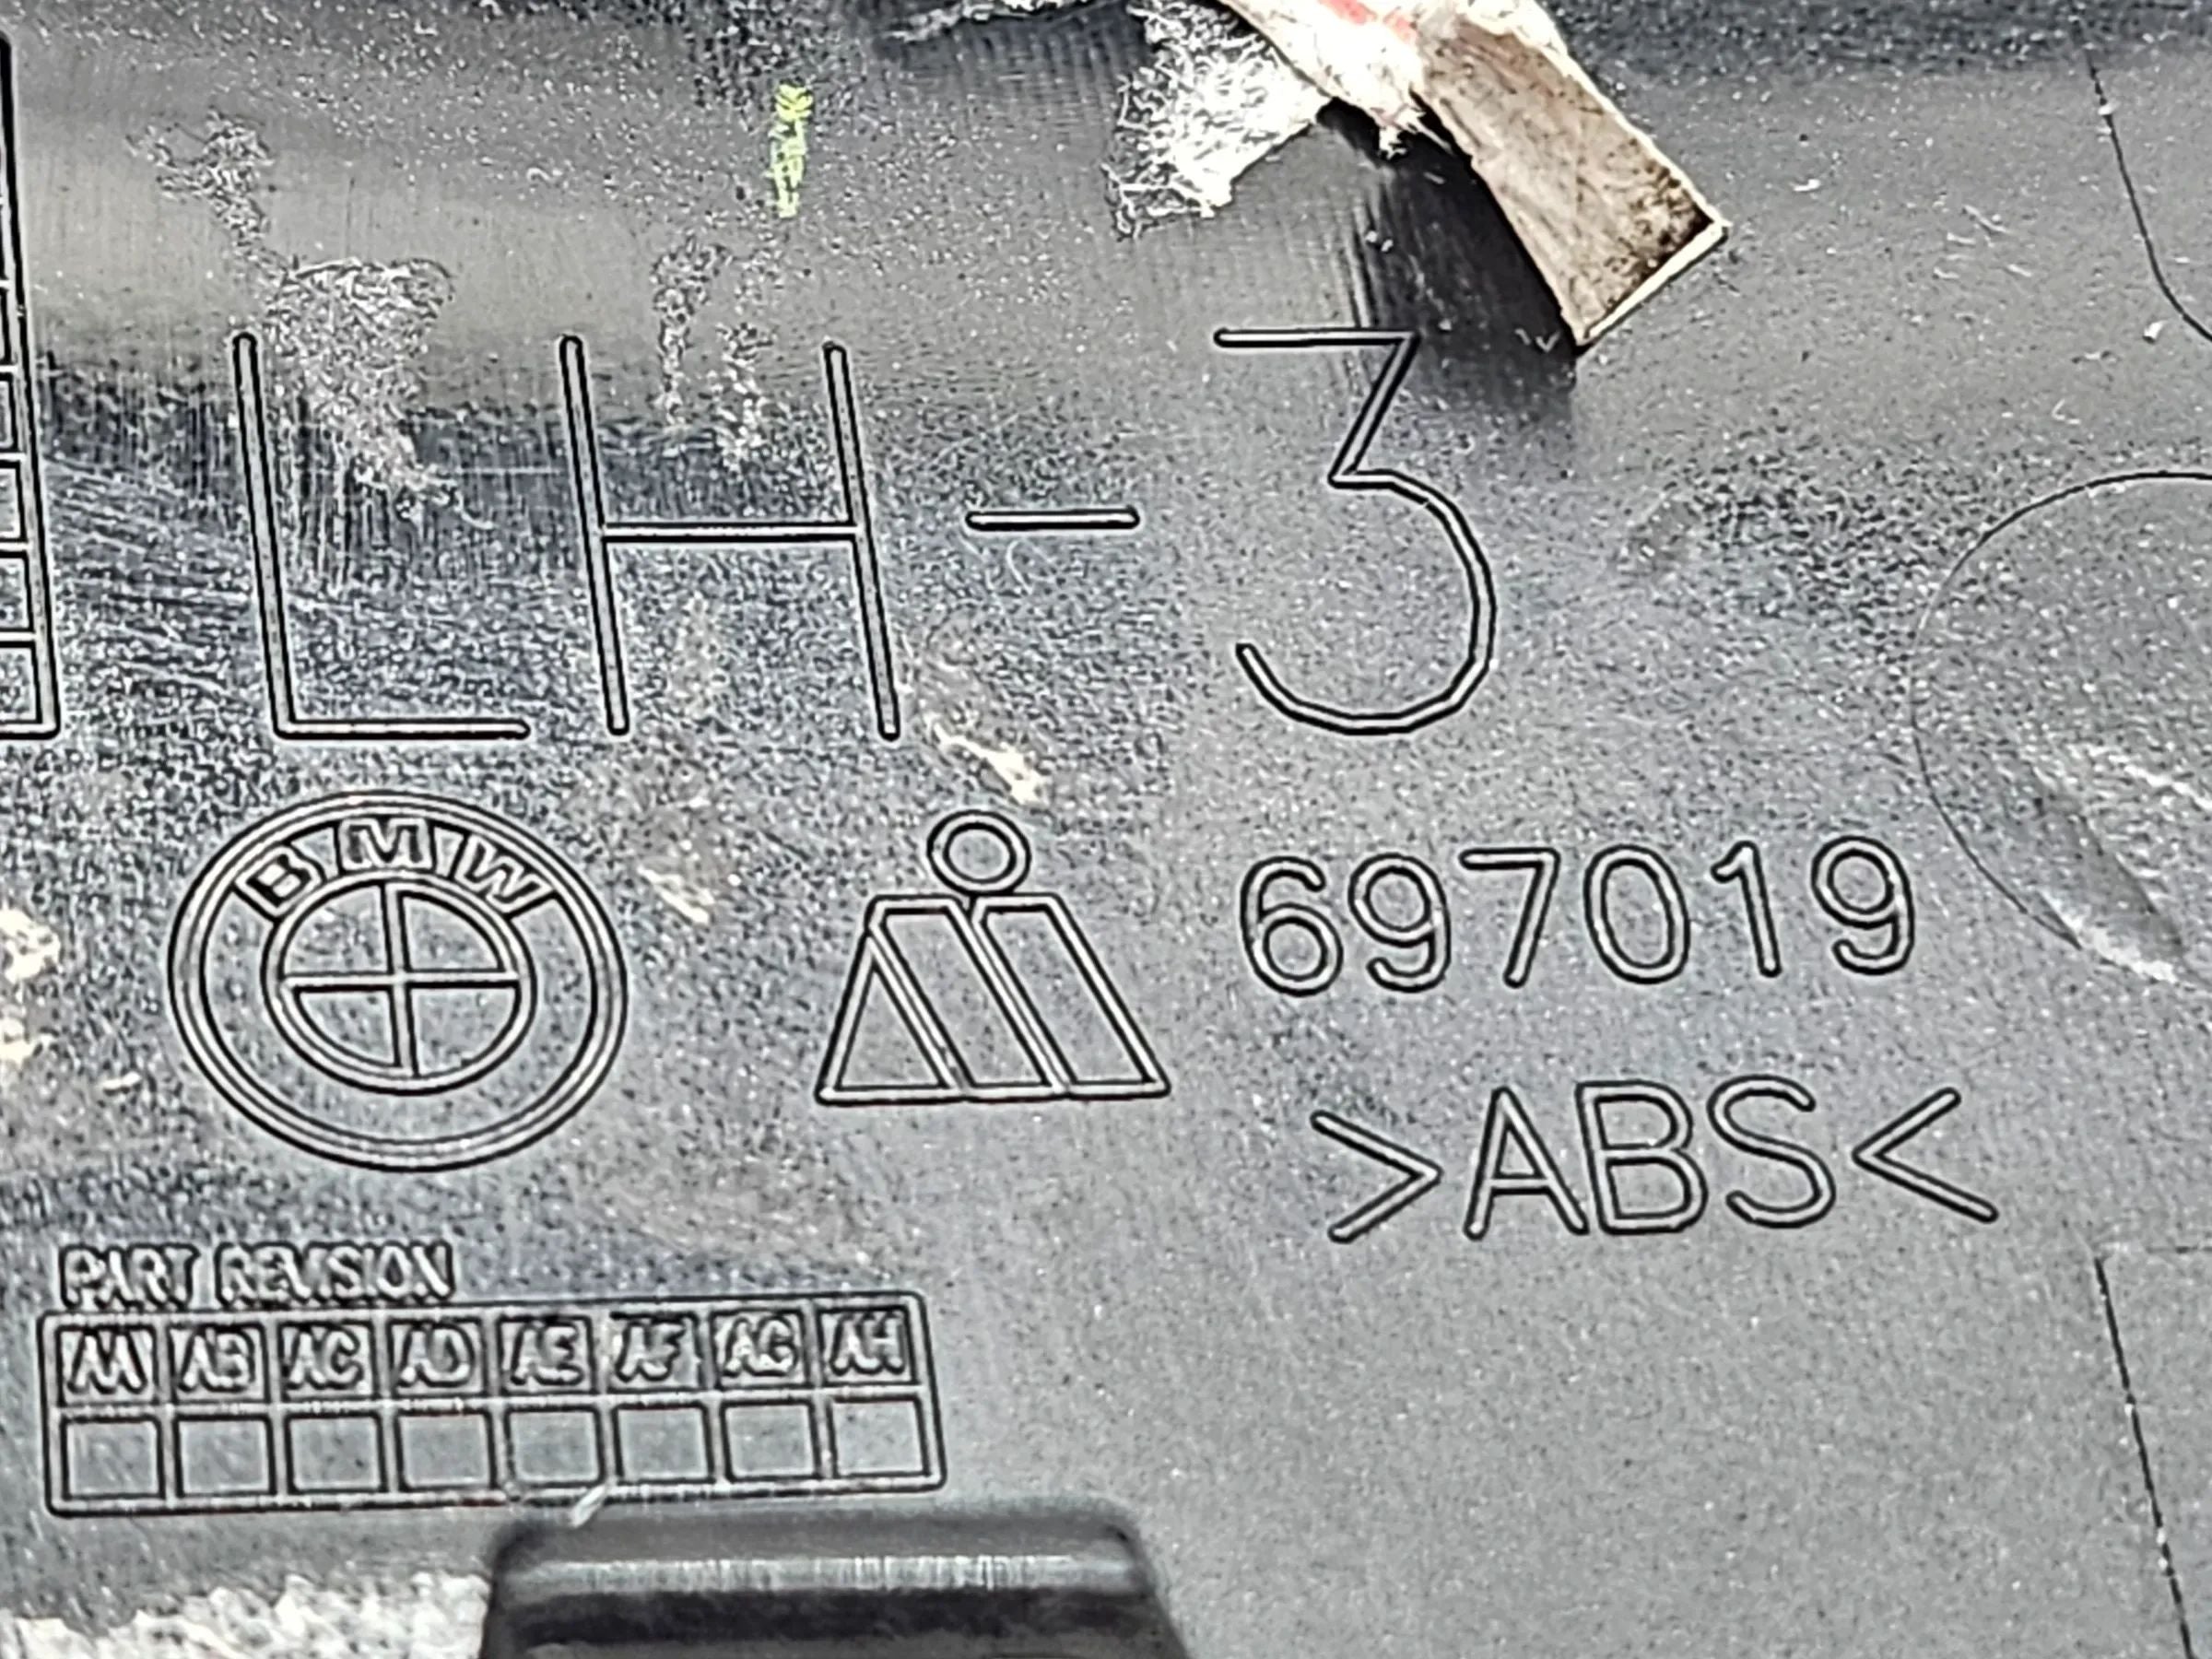 LH-3
BMW
697019
>ABS<
PART REVISION
AA AB AC AD AE AF AG AH